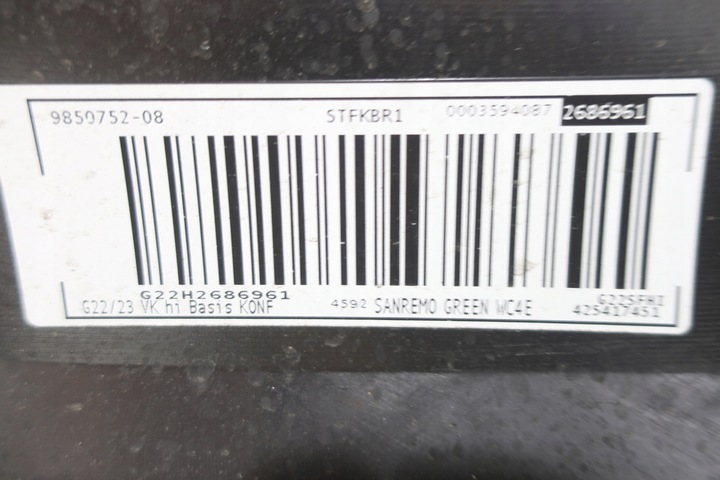 9850752-08 STFKBR1 0003594087 2686961
G22H2686961 G22SFHI
G22/23 VK hi Basis KONF 4592 SANREMO GREEN WC4E 425417451